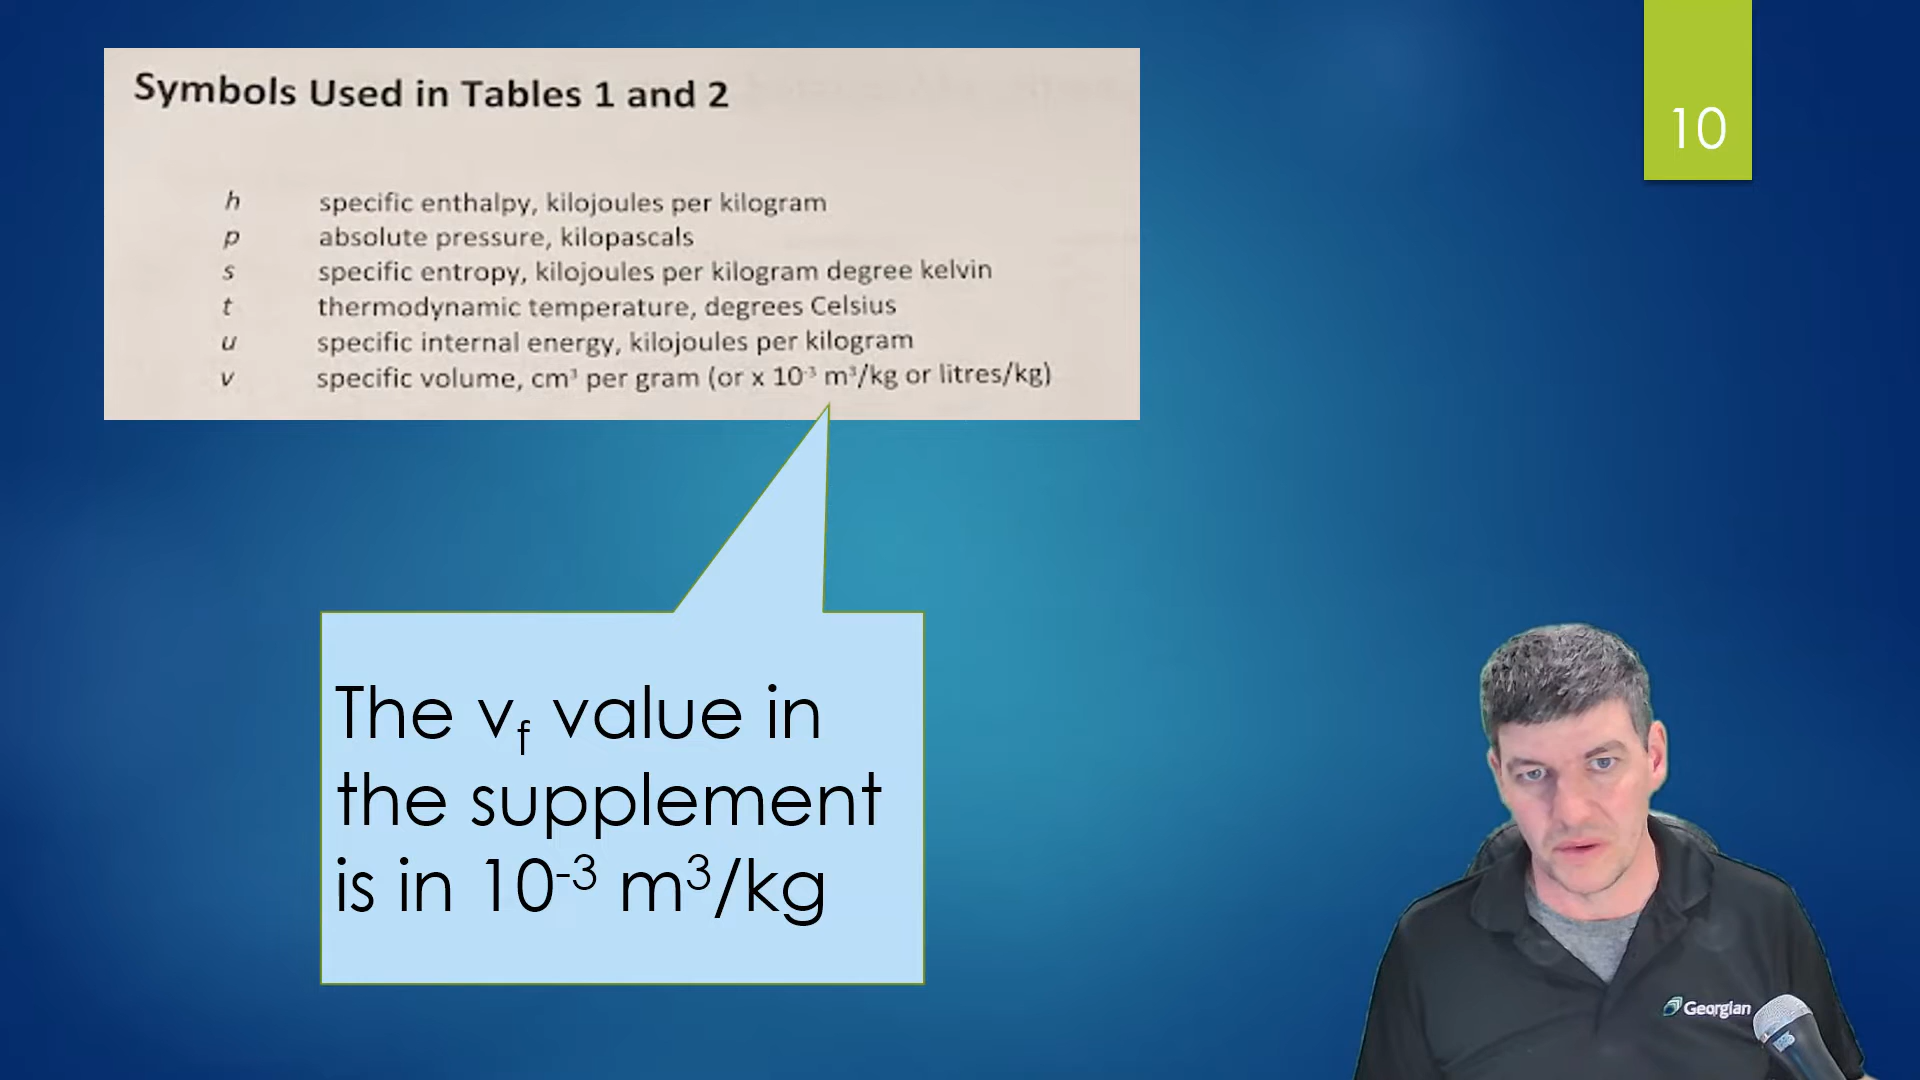 Symbols Used in Tables 1 and 2
h specific enthalpy, kilojoules per kilogram
p absolute pressure, kilopascals
s specific entropy, kilojoules per kilogram degree kelvin
t thermodynamic temperature, degrees Celsius
u specific internal energy, kilojoules per kilogram
v specific volume, cm³ per gram (or x 10⁻³ m³/kg or litres/kg)
10
The v_f value in
the supplement
is in 10⁻³ m³/kg
Georgian